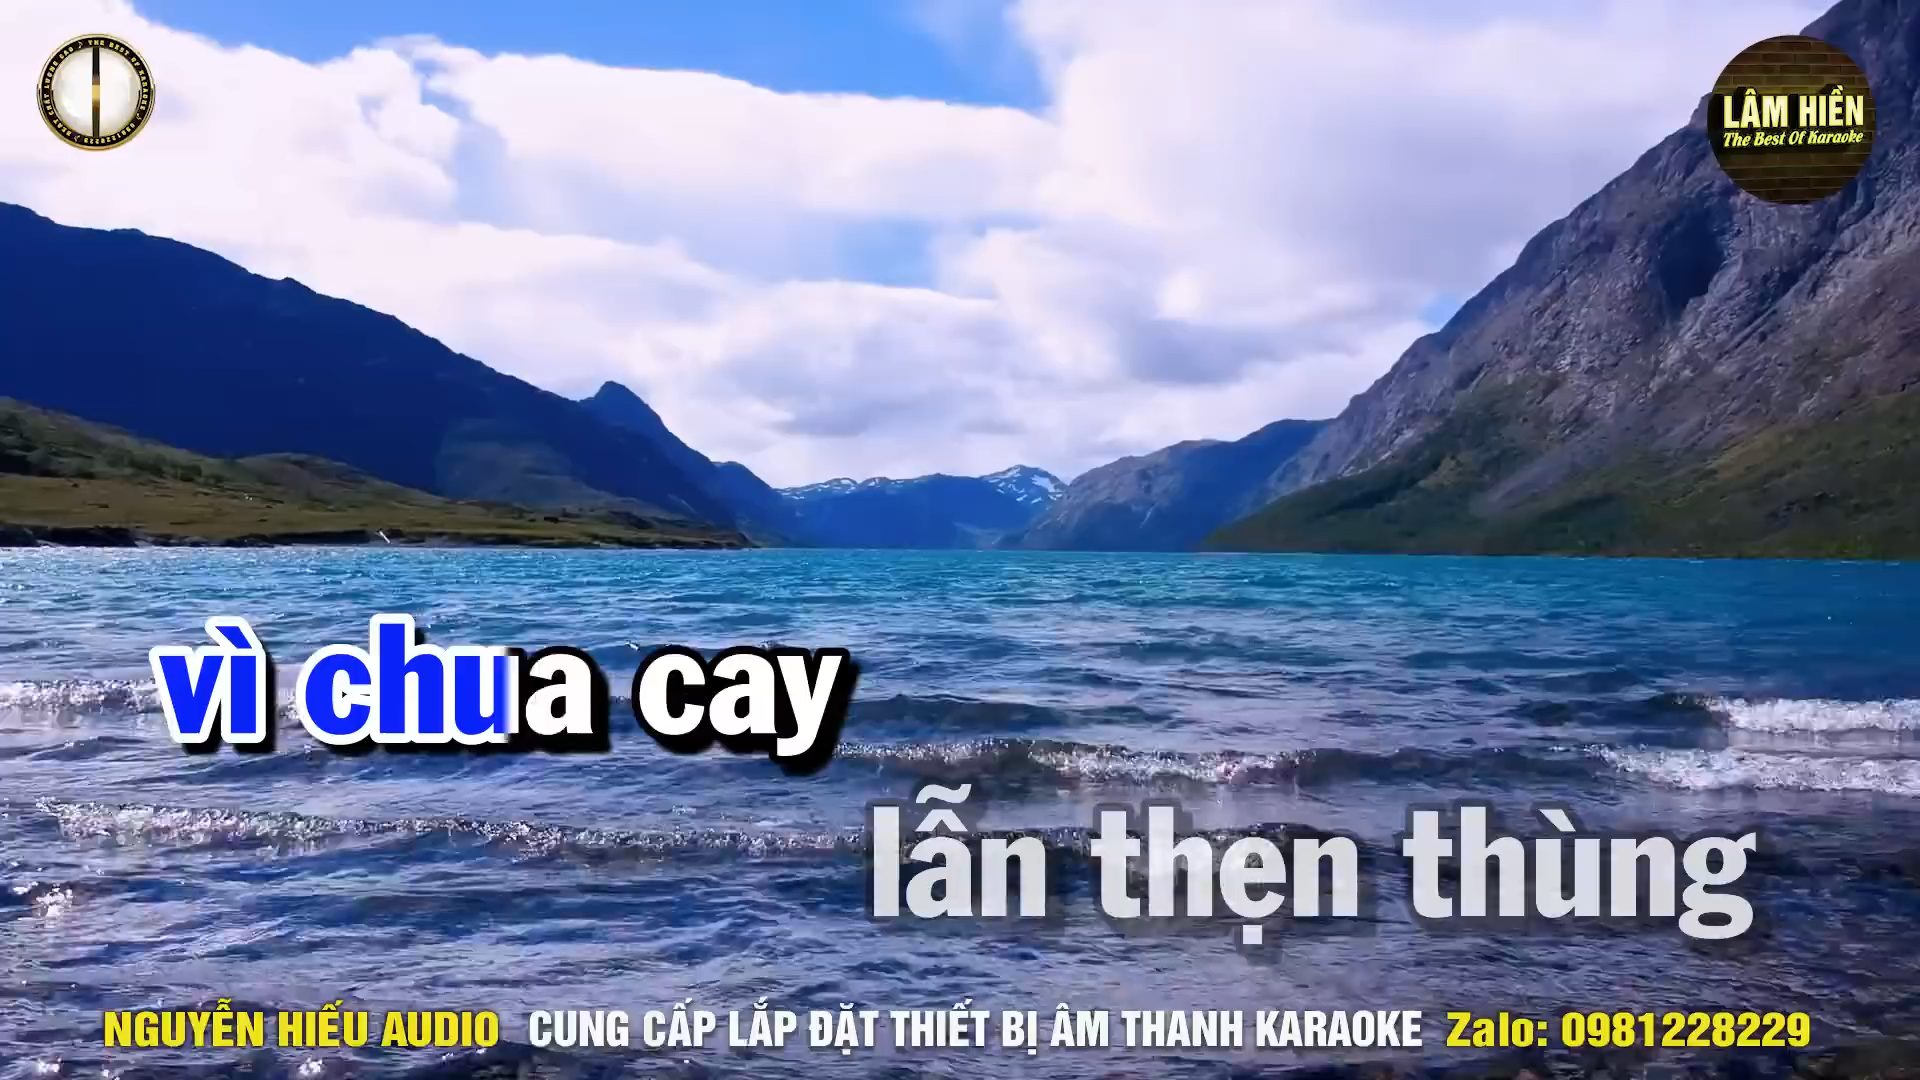 LÂM HIỀN
The Best Of Karaoke
vì chua cay
lẫn thẹn thùng
NGUYỄN HIẾU AUDIO CUNG CẤP LẮP ĐẶT THIẾT BỊ ÂM THANH KARAOKE Zalo: 0981228229